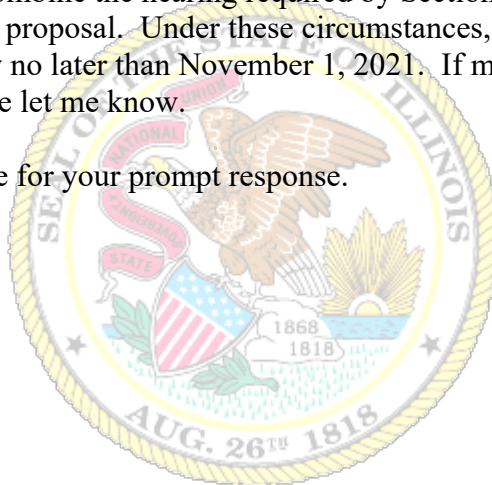 ombine the hearing required by Section
proposal. Under these circumstances,
no later than November 1, 2021. If m
e let me know.
e for your prompt response.
SEAL OF THE STATE OF ILLINOIS
NATIONAL
UNION
STATE
SOVEREIGNTY
1868
1818
AUG. 26TH 1818